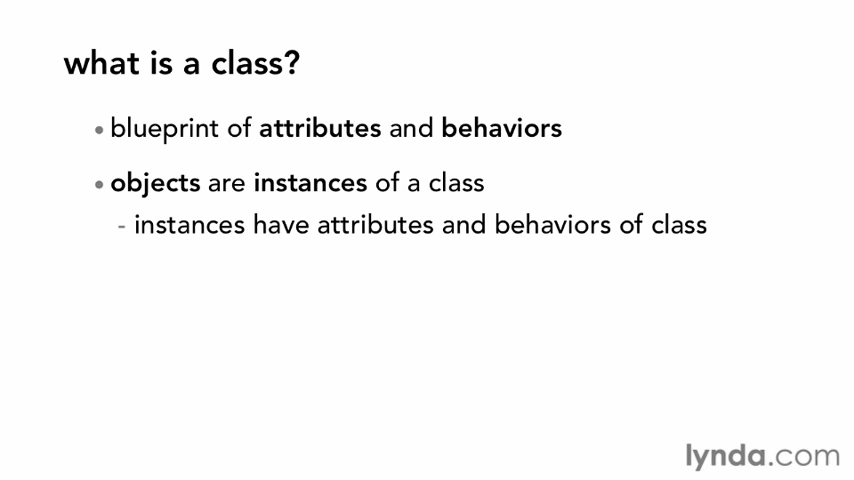 what is a class?
• blueprint of attributes and behaviors
• objects are instances of a class
- instances have attributes and behaviors of class
lynda.com